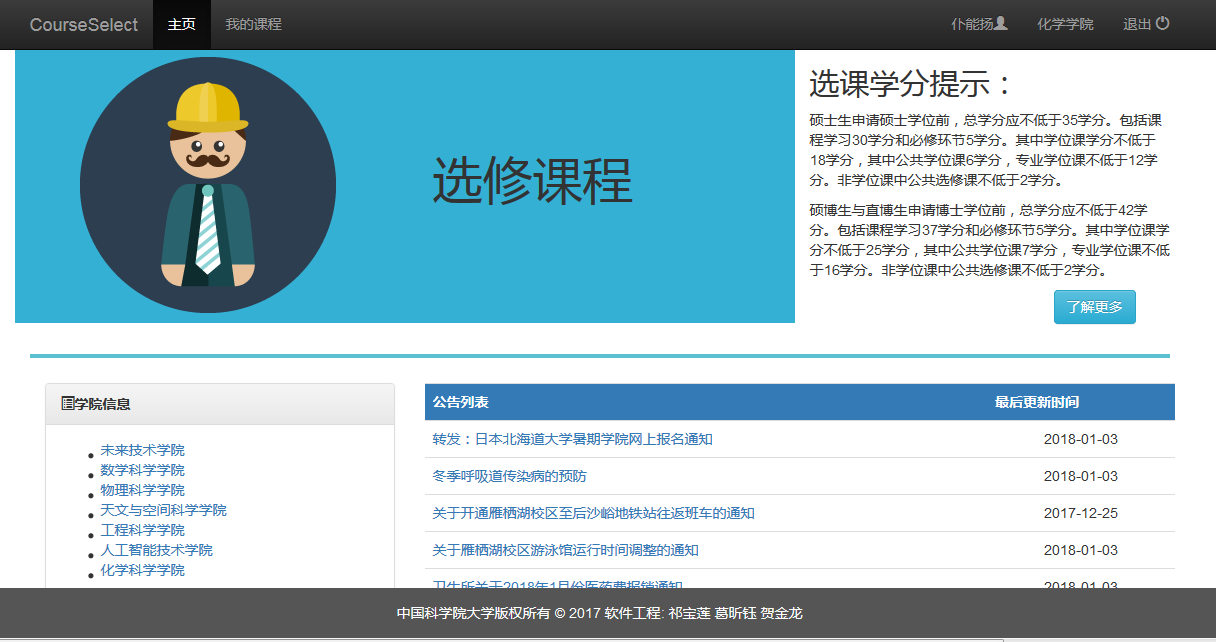 CourseSelect 主页 我的课程 仆能扬 化学学院 退出
选修课程
选课学分提示：
硕士生申请硕士学位前，总学分应不低于35学分。包括课
程学习30学分和必修环节5学分。其中学位课学分不低于
18学分，其中公共学位课6学分，专业学位课不低于12学
分。非学位课中公共选修课不低于2学分。
硕博生与直博生申请博士学位前，总学分应不低于42学
分。包括课程学习37学分和必修环节5学分。其中学位课学
分不低于25学分，其中公共学位课7学分，专业学位课不低
于16学分。非学位课中公共选修课不低于2学分。
了解更多
学院信息
未来技术学院
数学科学学院
物理科学学院
天文与空间科学学院
工程科学学院
人工智能技术学院
化学科学学院
公告列表 最后更新时间
转发：日本北海道大学暑期学院网上报名通知 2018-01-03
冬季呼吸道传染病的预防 2018-01-03
关于开通雁栖湖校区至后沙峪地铁站往返班车的通知 2017-12-25
关于雁栖湖校区游泳馆运行时间调整的通知 2018-01-03
卫生所关于2018年1月份医药费报销通知 2018-01-03
中国科学院大学版权所有 © 2017 软件工程: 祁宝莲 葛昕钰 贺金龙